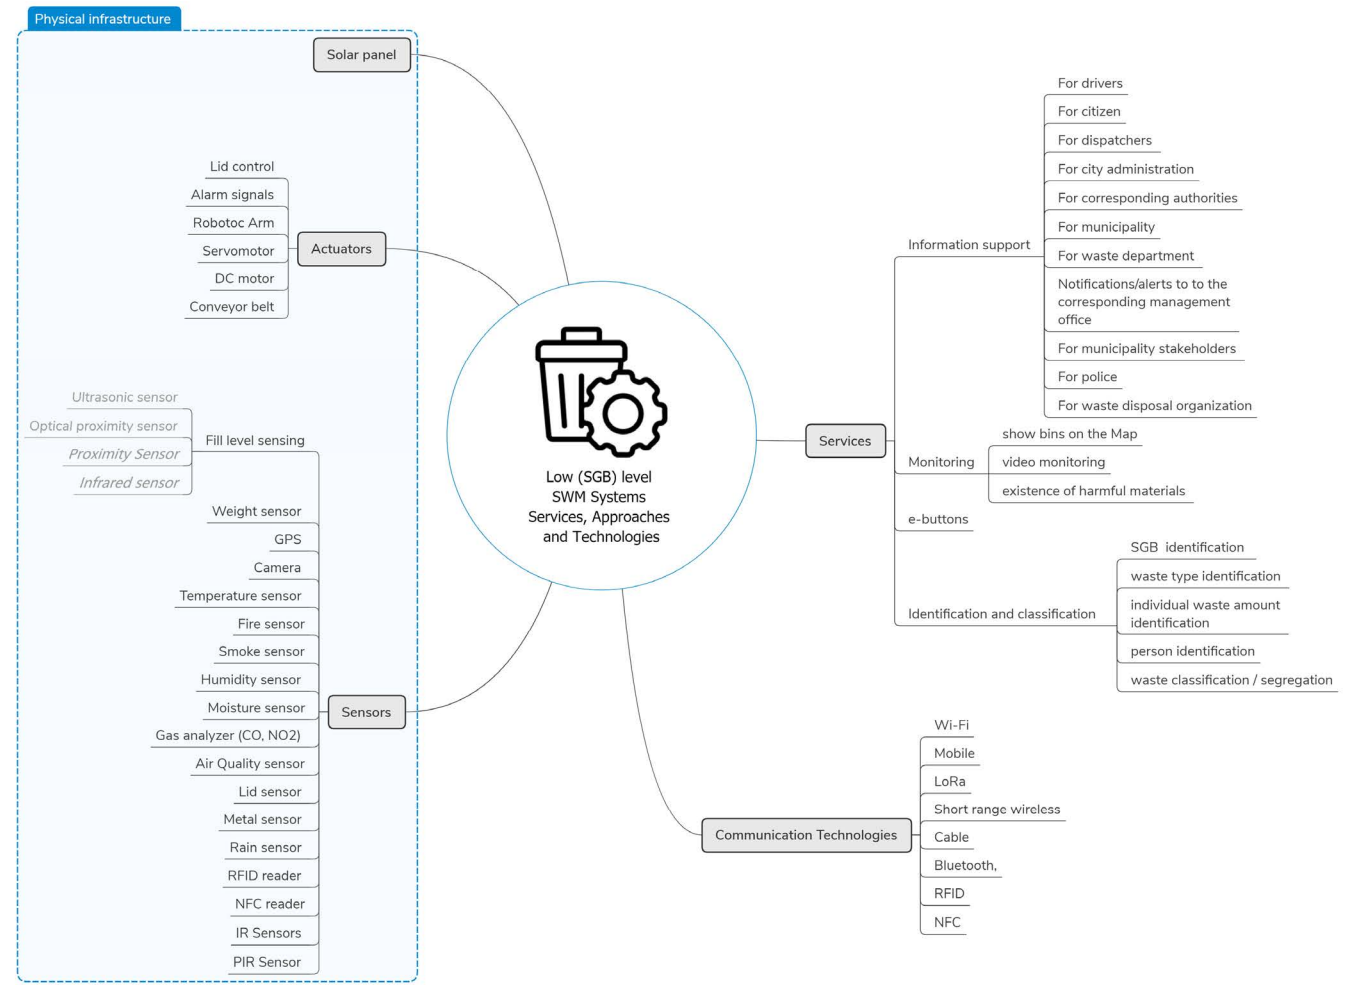 Physical infrastructure
Solar panel
Lid control
Alarm signals
Robotoc Arm
Servomotor
DC motor
Conveyor belt
Actuators
Ultrasonic sensor
Optical proximity sensor
Proximity Sensor
Infrared sensor
Fill level sensing
Weight sensor
GPS
Camera
Temperature sensor
Fire sensor
Smoke sensor
Humidity sensor
Moisture sensor
Gas analyzer (CO, NO2)
Air Quality sensor
Lid sensor
Metal sensor
Rain sensor
RFID reader
NFC reader
IR Sensors
PIR Sensor
Sensors
Low (SGB) level
SWM Systems
Services, Approaches
and Technologies
Services
Information support
For drivers
For citizen
For dispatchers
For city administration
For corresponding authorities
For municipality
For waste department
Notifications/alerts to to the
corresponding management
office
For municipality stakeholders
For police
For waste disposal organization
Monitoring
show bins on the Map
video monitoring
existence of harmful materials
e-buttons
Identification and classification
SGB identification
waste type identification
individual waste amount
identification
person identification
waste classification / segregation
Communication Technologies
Wi-Fi
Mobile
LoRa
Short range wireless
Cable
Bluetooth,
RFID
NFC